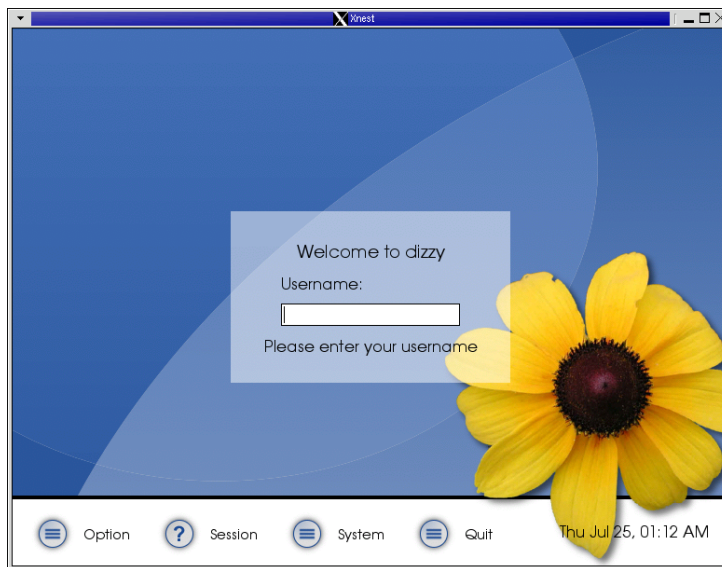 Xnest
Welcome to dizzy
Username:
Please enter your username
Option Session System Quit Thu Jul 25, 01:12 AM